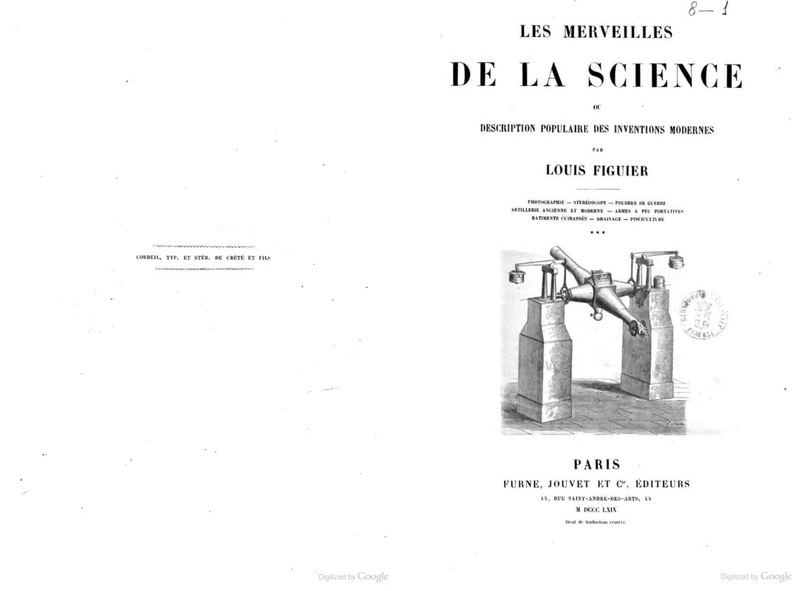 CORBEIL, TYP. ET STÉR. DE CRÉTÉ ET FILS
Digitized by Google
8—1
LES MERVEILLES
DE LA SCIENCE
OU
DESCRIPTION POPULAIRE DES INVENTIONS MODERNES
PAR
LOUIS FIGUIER
PHOTOGRAPHIE — STÉRÉOSCOPE — POUDRES DE GUERRE
ARTILLERIE ANCIENNE ET MODERNE — ARMES A FEU PORTATIVES
BATIMENTS CUIRASSÉS — DRAINAGE — PISCICULTURE
PARIS
FURNE, JOUVET ET Cie, ÉDITEURS
45, RUE SAINT-ANDRÉ-DES-ARTS, 45
M DCCC LXIX
Droit de traduction réservé.
Digitized by Google